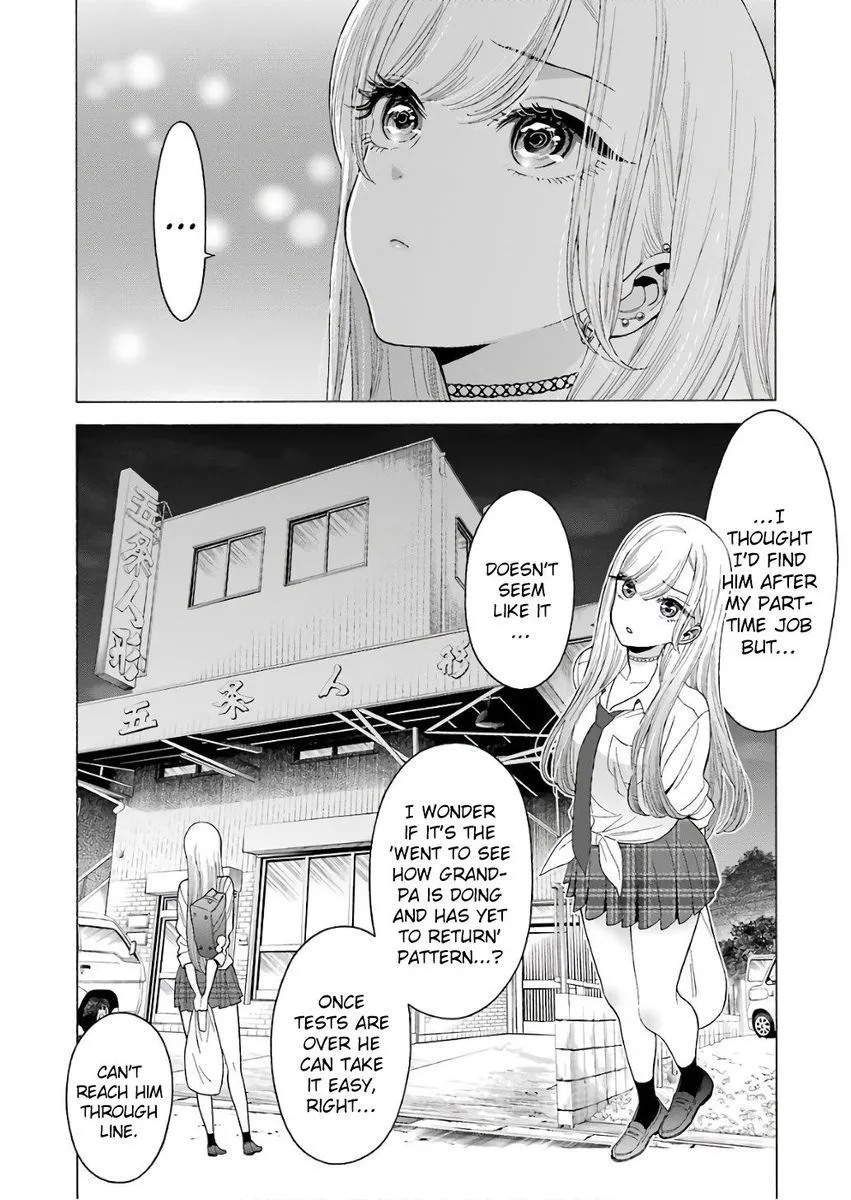 ...
...I
THOUGHT
I'D FIND
HIM AFTER
MY PART-
TIME JOB
BUT...
DOESN'T
SEEM
LIKE IT
...
五条人形
五条人形
I WONDER
IF IT'S THE
'WENT TO SEE
HOW GRAND-
PA IS DOING
AND HAS YET
TO RETURN'
PATTERN...?
ONCE
TESTS ARE
OVER HE
CAN TAKE
IT EASY,
RIGHT...
CAN'T
REACH HIM
THROUGH
LINE.